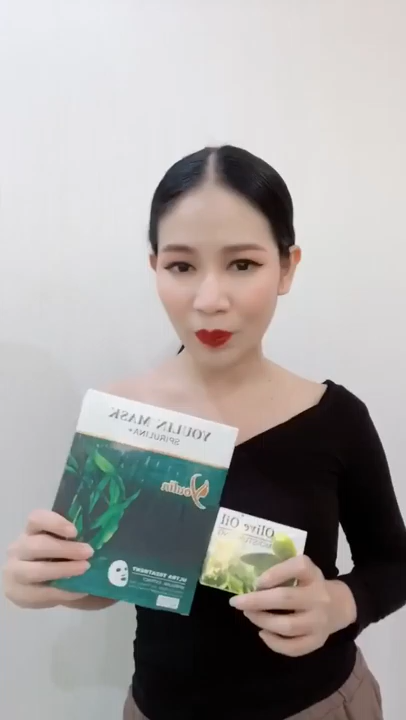 YOULIN MASK
SPIRULINA+
Youlin
ULTRA TREATMENT
Olive Oil